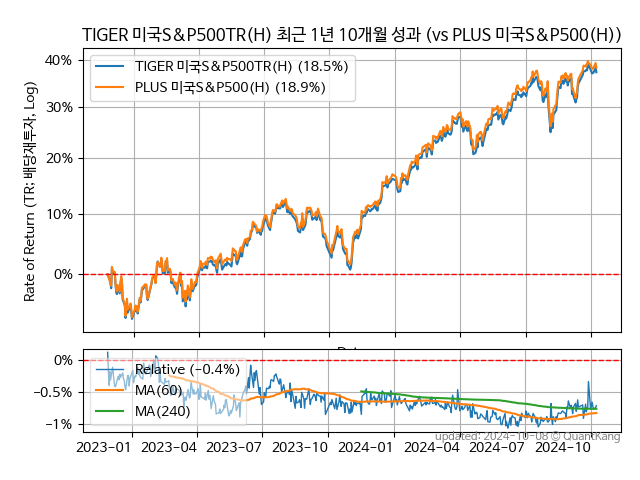 TIGER 미국S&P500TR(H) 최근 1년 10개월 성과 (vs PLUS 미국S&P500(H))
40%
30%
20%
10%
0%
Rate of Return (TR: 배당재투자, Log)
TIGER 미국S&P500TR(H) (18.5%)
PLUS 미국S&P500(H) (18.9%)
0%
−0.5%
−1%
Relative (−0.4%)
MA(60)
MA(240)
2023-01 2023-04 2023-07 2023-10 2024-01 2024-04 2024-07 2024-10
updated: 2024-10-08 © QuantKang